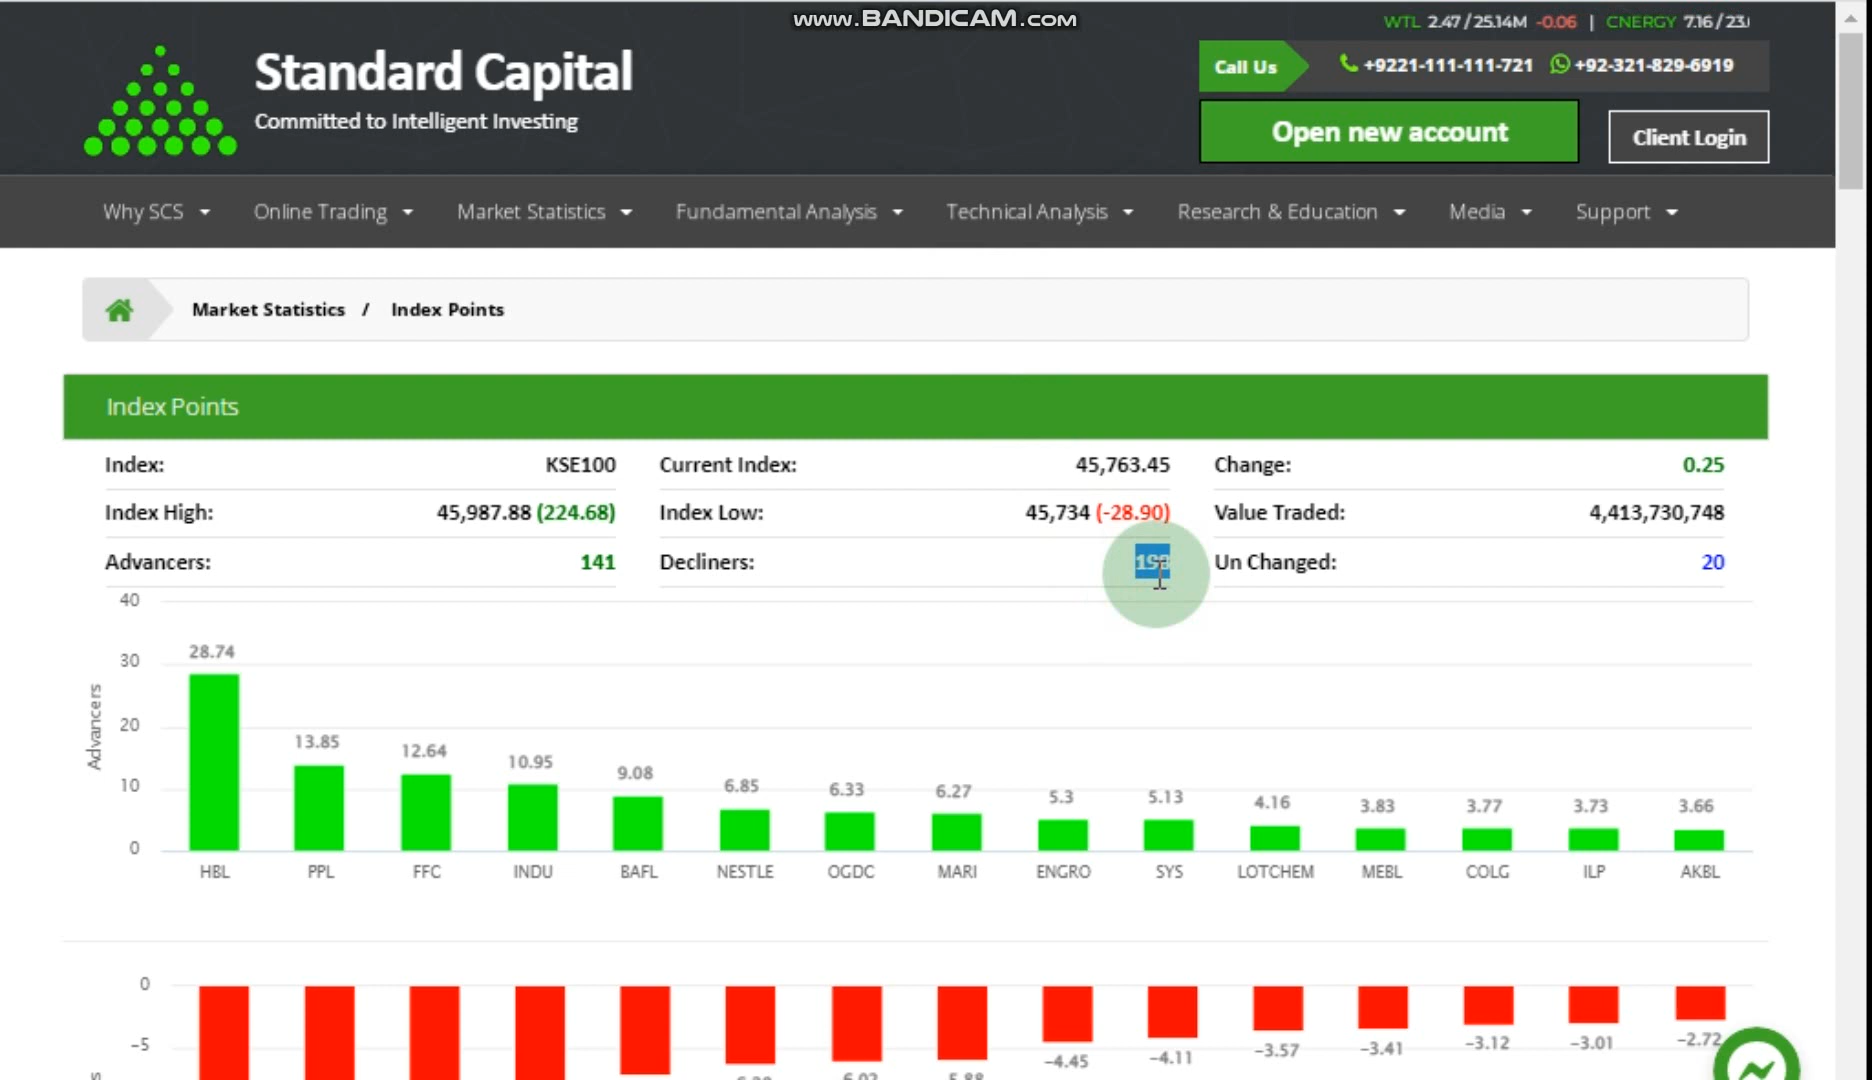 www.BANDICAM.com
WTL 2.47 / 25.14M -0.06 | CNERGY 7.16 / 23.
Standard Capital
Committed to Intelligent Investing
Call Us +9221-111-111-721 +92-321-829-6919
Open new account
Client Login
Why SCS Online Trading Market Statistics Fundamental Analysis Technical Analysis Research & Education Media Support
Market Statistics / Index Points
Index Points
Index: KSE100 Current Index: 45,763.45 Change: 0.25
Index High: 45,987.88 (224.68) Index Low: 45,734 (-28.90) Value Traded: 4,413,730,748
Advancers: 141 Decliners: Un Changed: 20
40
30
20
10
0
Advancers
28.74 13.85 12.64 10.95 9.08 6.85 6.33 6.27 5.3 5.13 4.16 3.83 3.77 3.73 3.66
HBL PPL FFC INDU BAFL NESTLE OGDC MARI ENGRO SYS LOTCHEM MEBL COLG ILP AKBL
0
-5
-4.45 -4.11 -3.57 -3.41 -3.12 -3.01 -2.72